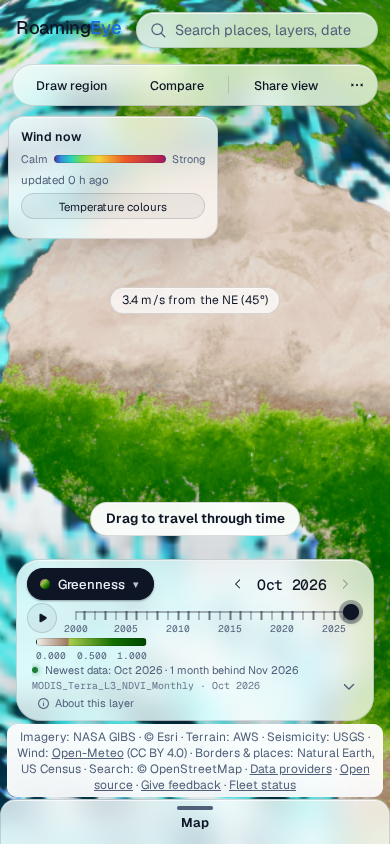 RoamingEye
Search places, layers, date
Draw region Compare Share view ···
Wind now
Calm Strong
updated 0 h ago
Temperature colours
3.4 m/s from the NE (45°)
Drag to travel through time
Greenness ▾ ‹ Oct 2026 ›
2000 2005 2010 2015 2020 2025
0.000 0.500 1.000
Newest data: Oct 2026 · 1 month behind Nov 2026
MODIS_Terra_L3_NDVI_Monthly · Oct 2026
About this layer
Imagery: NASA GIBS · © Esri · Terrain: AWS · Seismicity: USGS ·
Wind: Open-Meteo (CC BY 4.0) · Borders & places: Natural Earth,
US Census · Search: © OpenStreetMap · Data providers · Open
source · Give feedback · Fleet status
Map